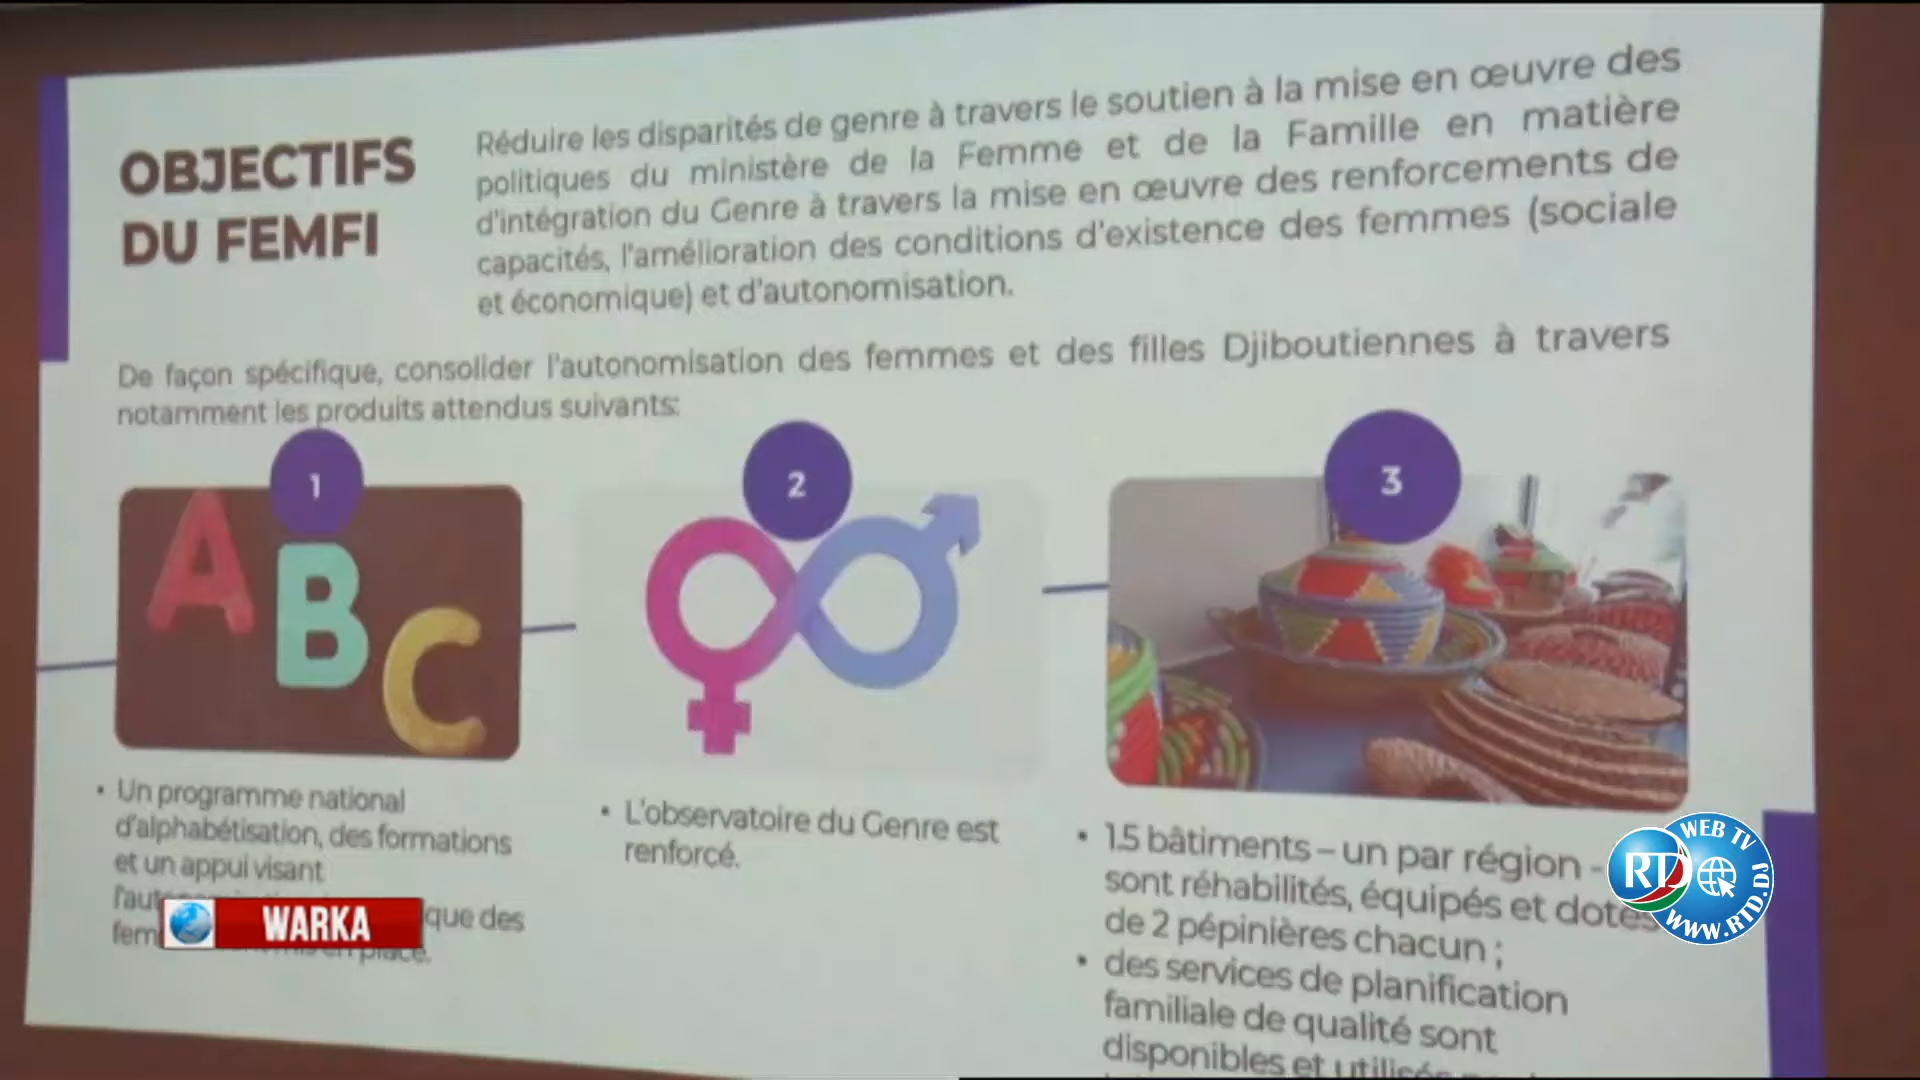 OBJECTIFS
DU FEMFI
Réduire les disparités de genre à travers le soutien à la mise en œuvre des
politiques du ministère de la Femme et de la Famille en matière
d'intégration du Genre à travers la mise en œuvre des renforcements de
capacités, l'amélioration des conditions d'existence des femmes (sociale
et économique) et d'autonomisation.
De façon spécifique, consolider l'autonomisation des femmes et des filles Djiboutiennes à travers
notamment les produits attendus suivants:
1
A
B
C
• Un programme national
d'alphabétisation, des formations
et un appui visant
que des
place.
2
• L'observatoire du Genre est
renforcé.
3
• 15 bâtiments – un par région -
sont réhabilités, équipés et dotés
de 2 pépinières chacun ;
• des services de planification
familiale de qualité sont
disponibles et
WARKA
WEB TV
RTD
WWW.RTD.DJ